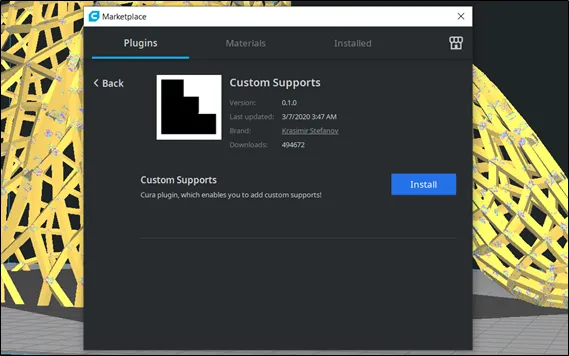 Marketplace
Plugins Materials Installed
Back
Custom Supports
Version: 0.1.0
Last updated: 3/7/2020 3:47 AM
Brand: Krasimir Stefanov
Downloads: 494672
Custom Supports
Install
Cura plugin, which enables you to add custom supports!